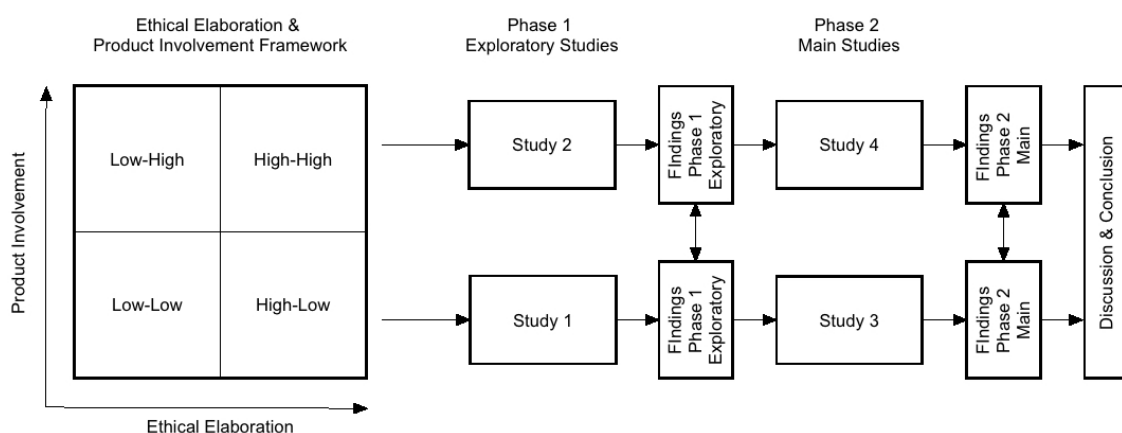 Ethical Elaboration &
Product Involvement Framework
Phase 1
Exploratory Studies
Phase 2
Main Studies
Product Involvement
Low-High
High-High
Low-Low
High-Low
Ethical Elaboration
Study 2
FIndings
Phase 1
Exploratory
Study 4
FIndings
Phase 2
Main
Study 1
FIndings
Phase 1
Exploratory
Study 3
FIndings
Phase 2
Main
Discussion & Conclusion